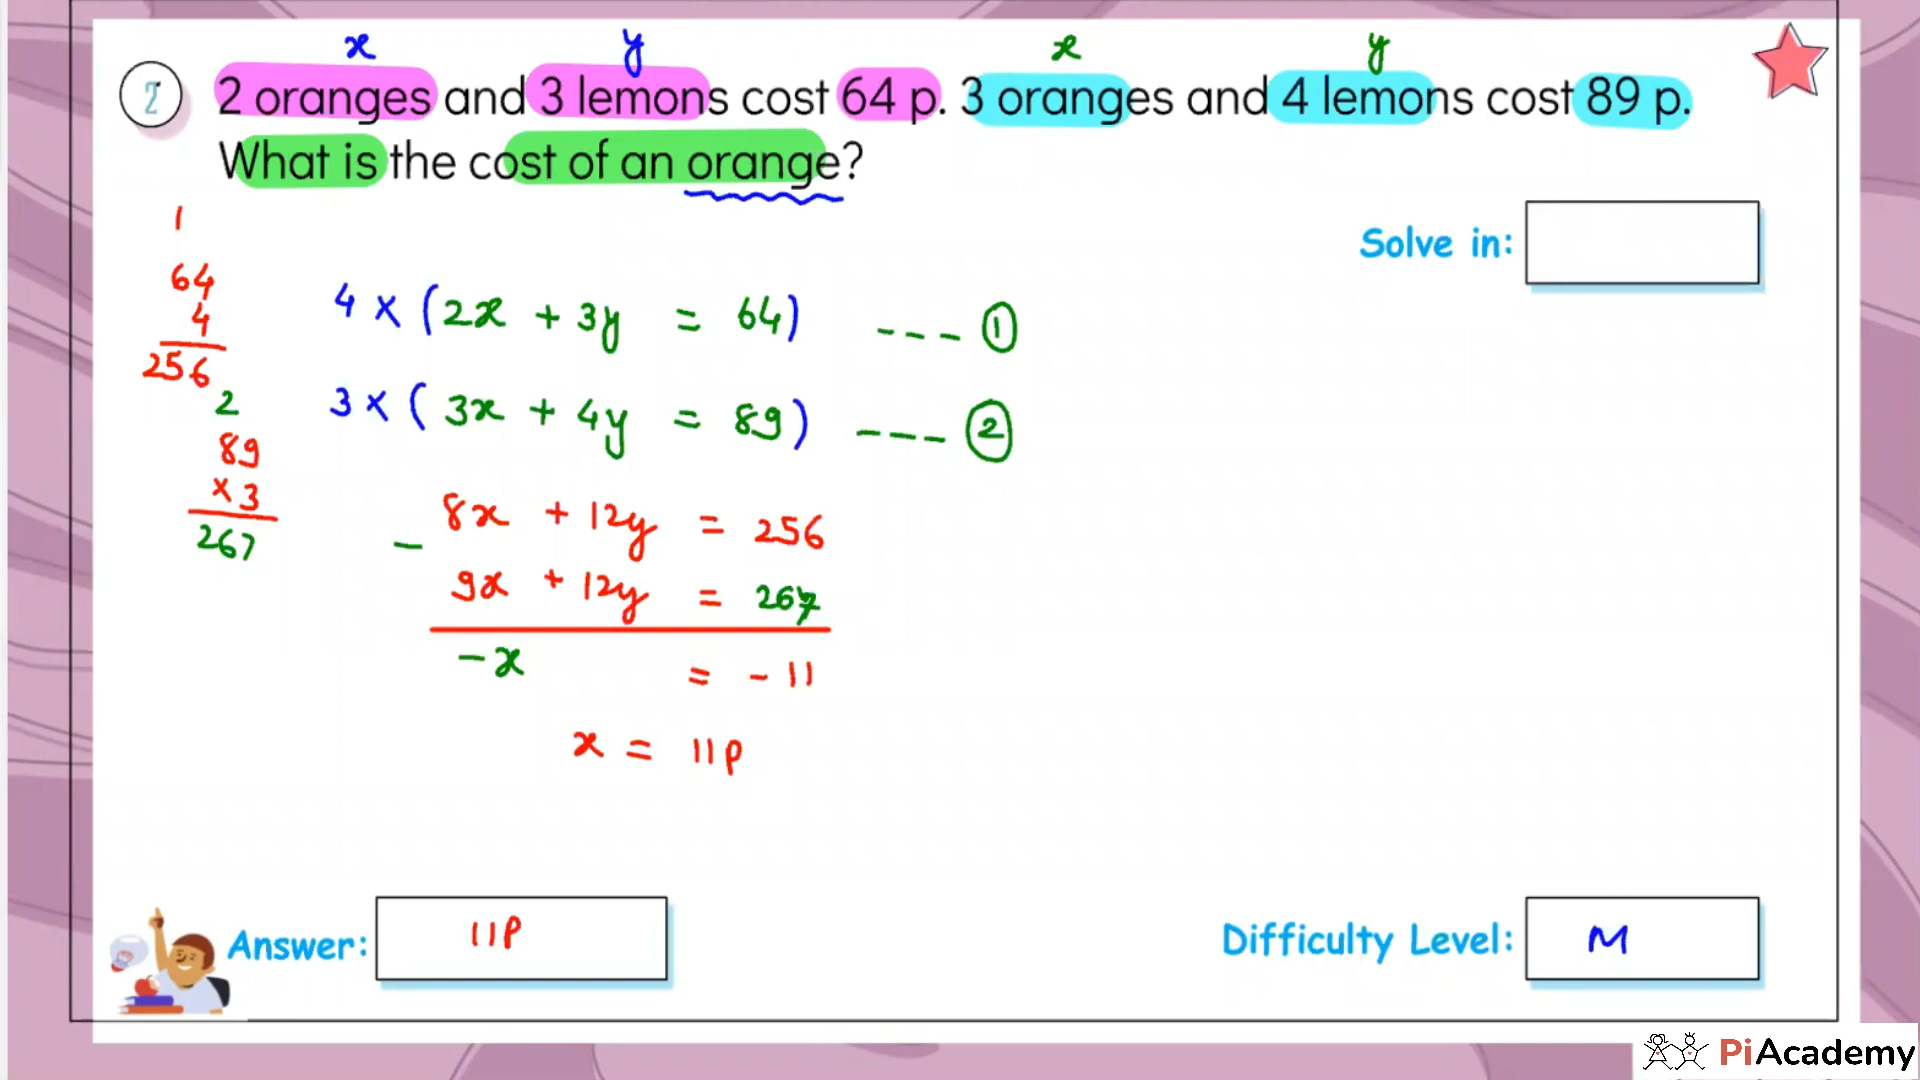 x y x y
2 2 oranges and 3 lemons cost 64 p. 3 oranges and 4 lemons cost 89 p.
What is the cost of an orange?
Solve in:
1
64
4
256
2
89
× 3
267
4 × (2x + 3y = 64) --- 1
3 × (3x + 4y = 89) --- 2
8x + 12y = 256
-
9x + 12y = 267
-x = -11
x = 11p
Answer: 11p
Difficulty Level: M
PiAcademy